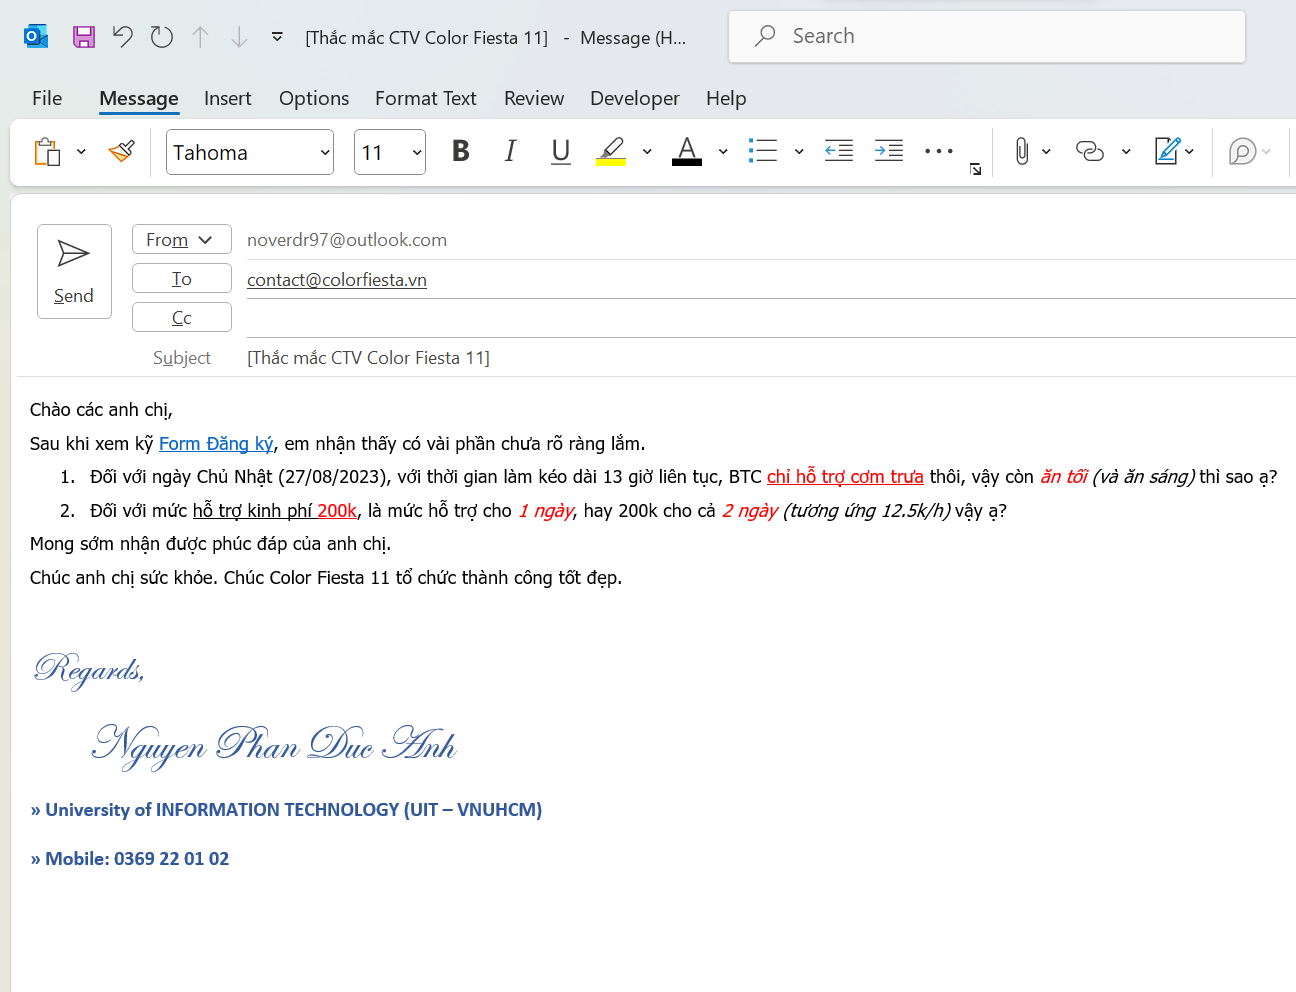 [Thắc mắc CTV Color Fiesta 11] - Message (H...
Search
File Message Insert Options Format Text Review Developer Help
Tahoma 11 B I U A
From noverdr97@outlook.com
To contact@colorfiesta.vn
Send
Cc
Subject [Thắc mắc CTV Color Fiesta 11]
Chào các anh chị,
Sau khi xem kỹ Form Đăng ký, em nhận thấy có vài phần chưa rõ ràng lắm.
1. Đối với ngày Chủ Nhật (27/08/2023), với thời gian làm kéo dài 13 giờ liên tục, BTC chỉ hỗ trợ cơm trưa thôi, vậy còn ăn tối (và ăn sáng) thì sao ạ?
2. Đối với mức hỗ trợ kinh phí 200k, là mức hỗ trợ cho 1 ngày, hay 200k cho cả 2 ngày (tương ứng 12.5k/h) vậy ạ?
Mong sớm nhận được phúc đáp của anh chị.
Chúc anh chị sức khỏe. Chúc Color Fiesta 11 tổ chức thành công tốt đẹp.
Regards,
Nguyen Phan Duc Anh
» University of INFORMATION TECHNOLOGY (UIT – VNUHCM)
» Mobile: 0369 22 01 02